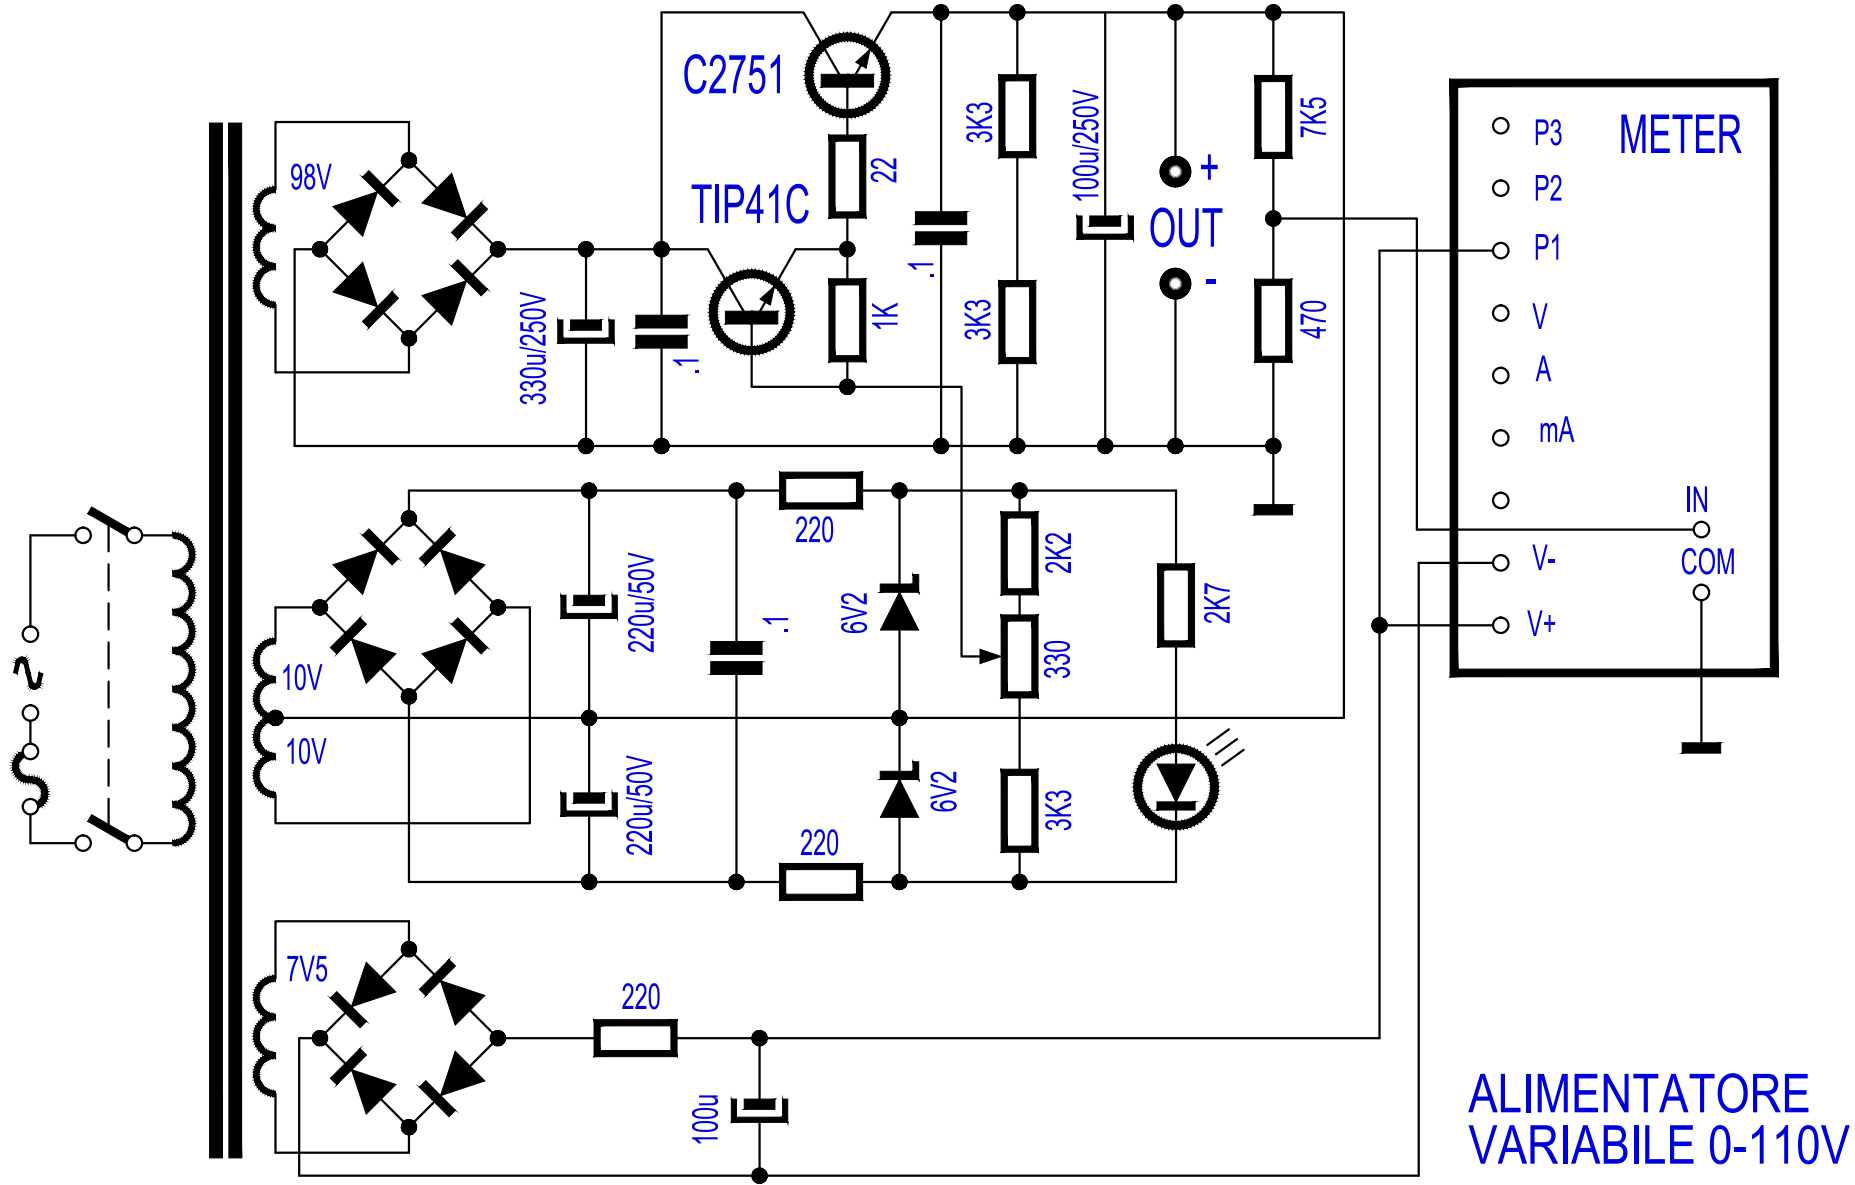 C2751
98V
TIP41C
22
1K
330u/250V
.1
.1
3K3
3K3
100u/250V
+
OUT
-
7K5
470
METER
P3
P2
P1
V
A
mA
IN
V-
COM
V+
220
10V
10V
220u/50V
220u/50V
.1
6V2
6V2
2K2
330
3K3
2K7
220
7V5
220
100u
ALIMENTATORE
VARIABILE 0-110V